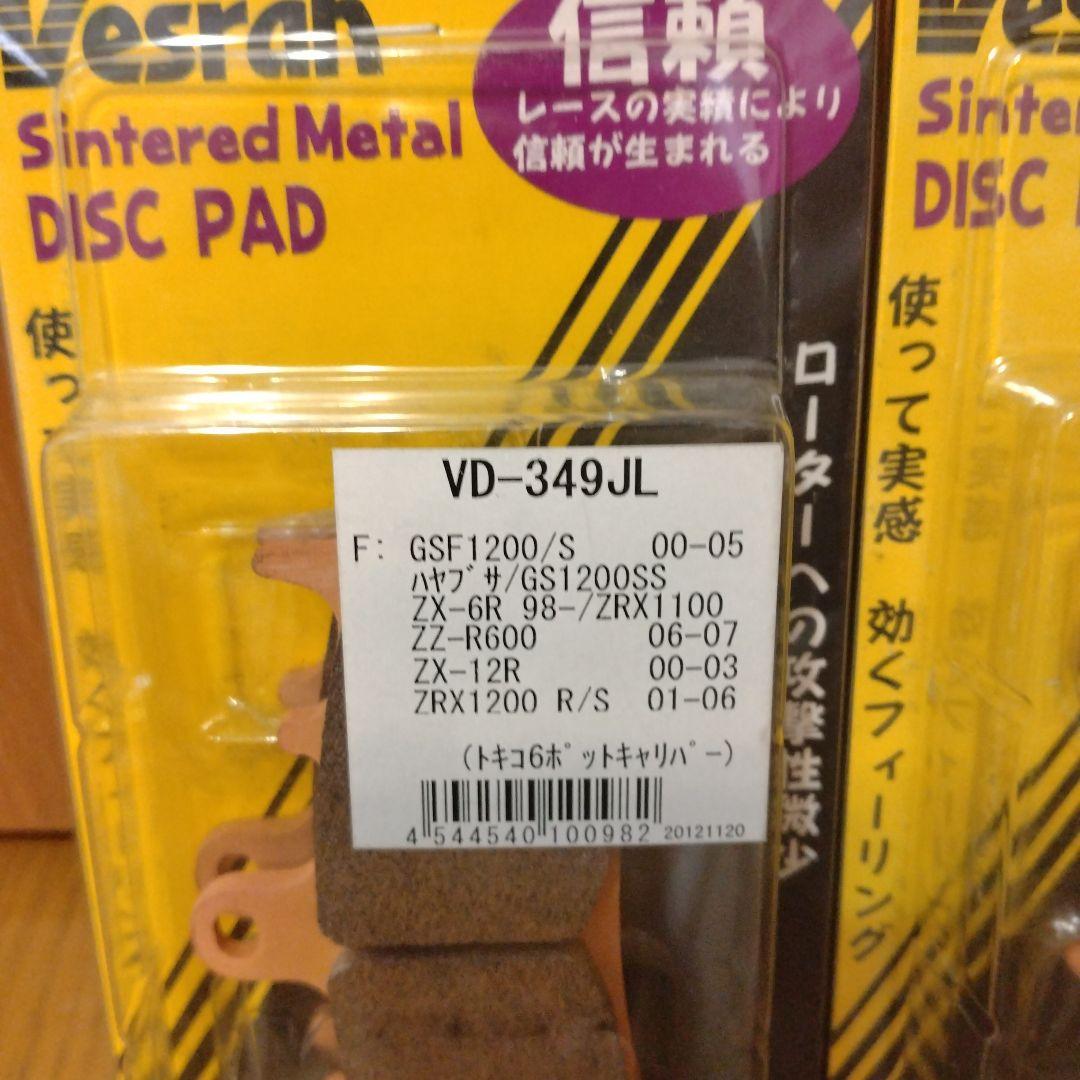 Vesrah
信頼
レースの実績により
信頼が生まれる
Sintered Metal
DISC PAD
使っ
ローターへの攻撃性微少
VD-349JL
F: GSF1200/S 00-05
ﾊﾔﾌﾞｻ/GS1200SS
ZX-6R 98-/ZRX1100
ZZ-R600 06-07
ZX-12R 00-03
ZRX1200 R/S 01-06
(ﾄｷｺ6ﾎﾟｯﾄｷｬﾘﾊﾟｰ)
4 544540 100982 20121120
DISC
使って実感 効くフィーリング